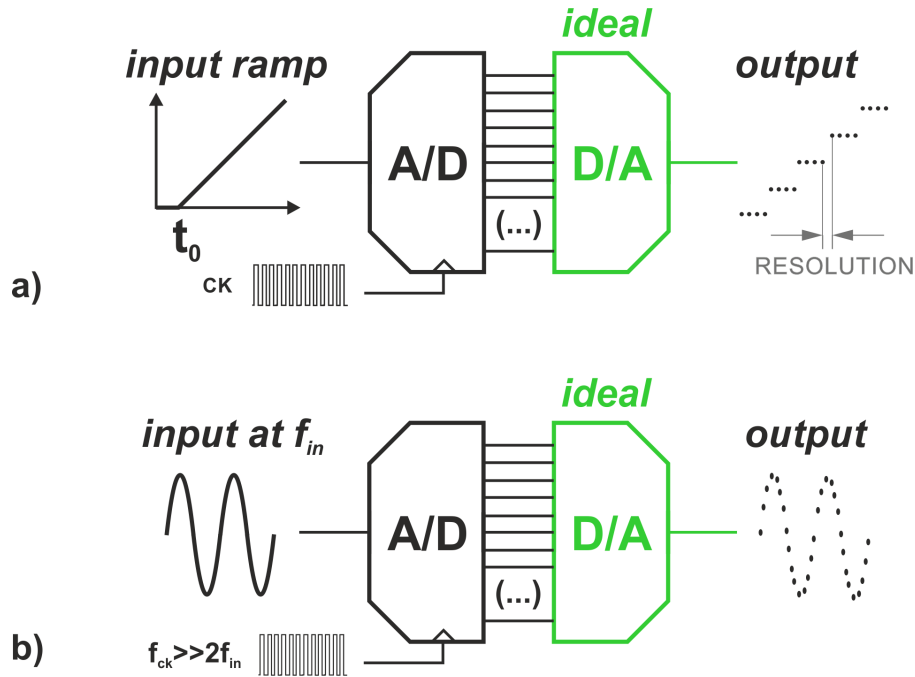 ideal
input ramp
output
A/D
D/A
t0
(...)
RESOLUTION
CK
a)
ideal
input at fin
output
A/D
D/A
(...)
fck>>2fin
b)